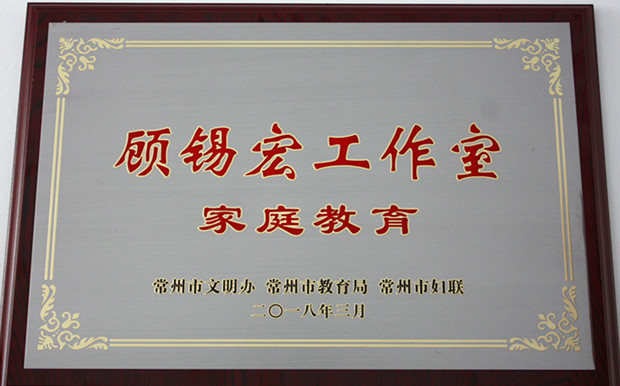 顾锡宏工作室
家庭教育
常州市文明办 常州市教育局 常州市妇联
二〇一八年三月